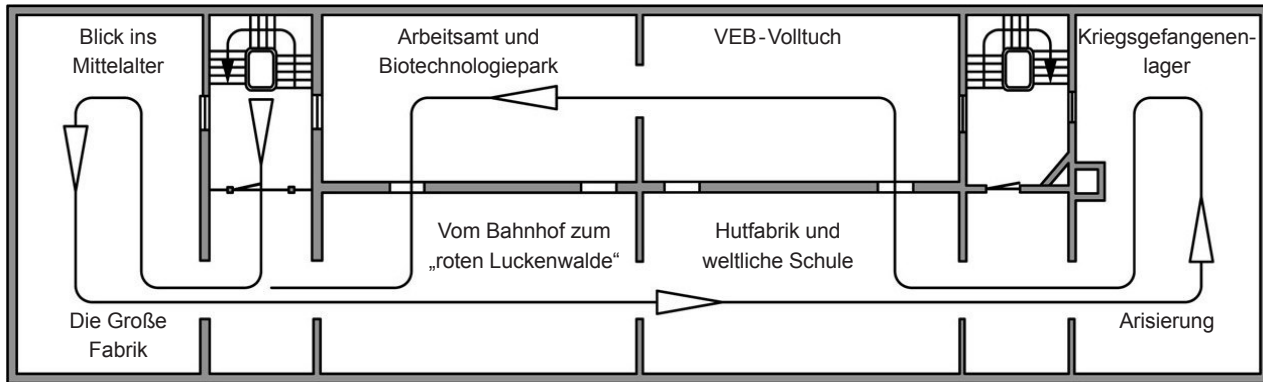 Blick ins
Mittelalter
Arbeitsamt und
Biotechnologiepark
VEB-Volltuch
Kriegsgefangenen-
lager
Vom Bahnhof zum
„roten Luckenwalde“
Hutfabrik und
weltliche Schule
Die Große
Fabrik
Arisierung